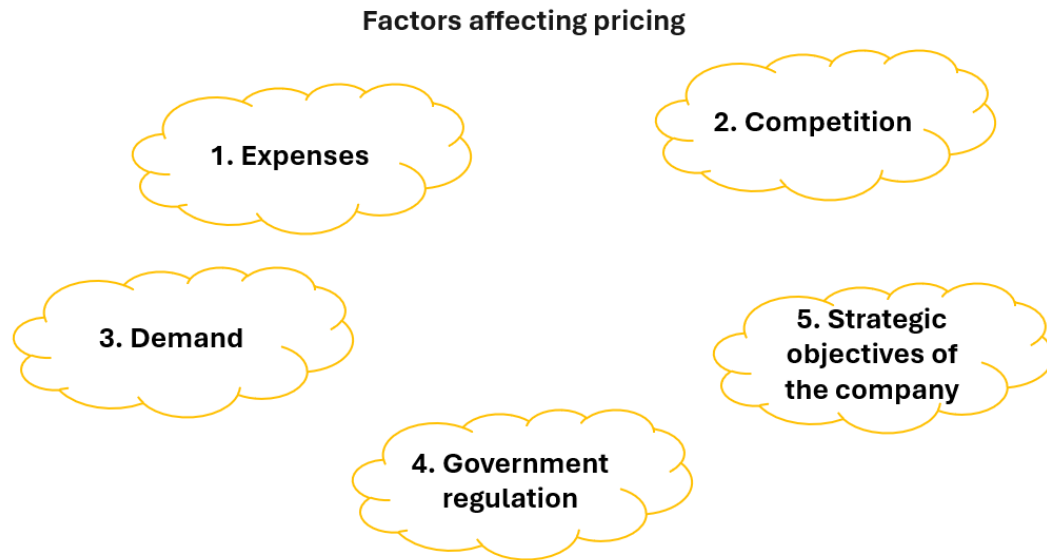 Factors affecting pricing
1. Expenses
2. Competition
3. Demand
4. Government
regulation
5. Strategic
objectives of
the company